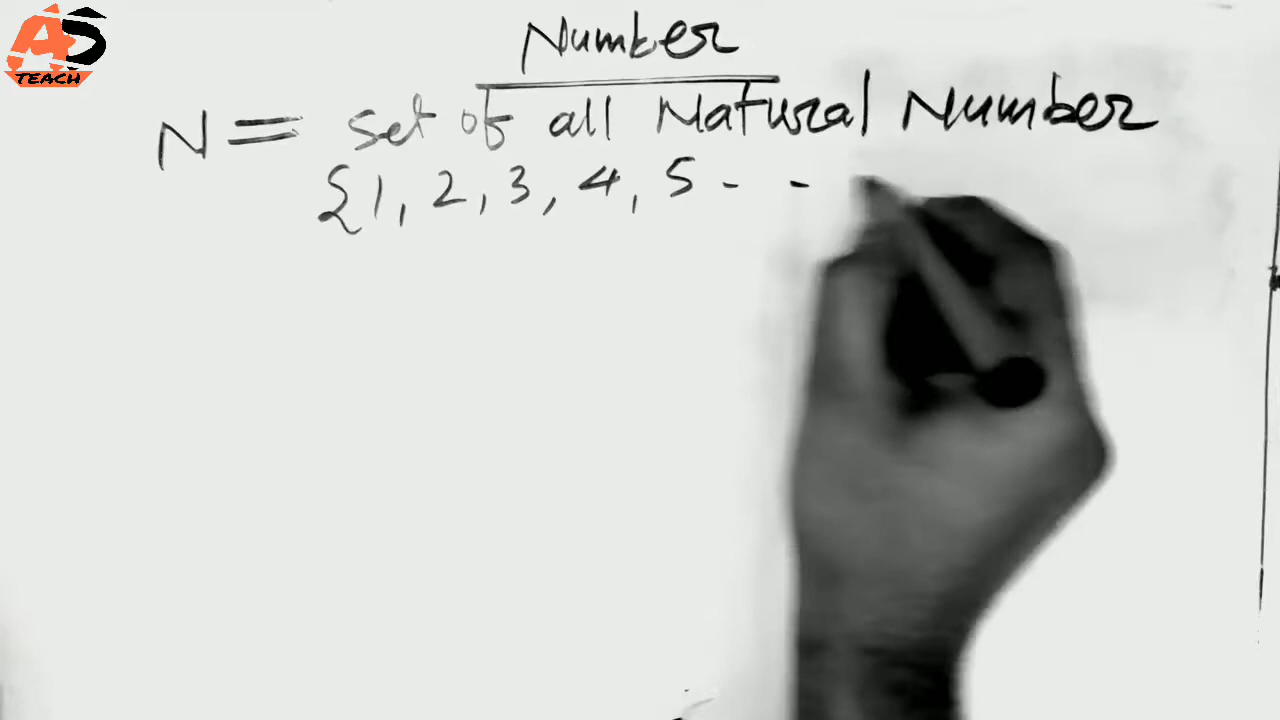 AS
TEACH
Number
N = set of all Natural Number
{1, 2, 3, 4, 5 - -